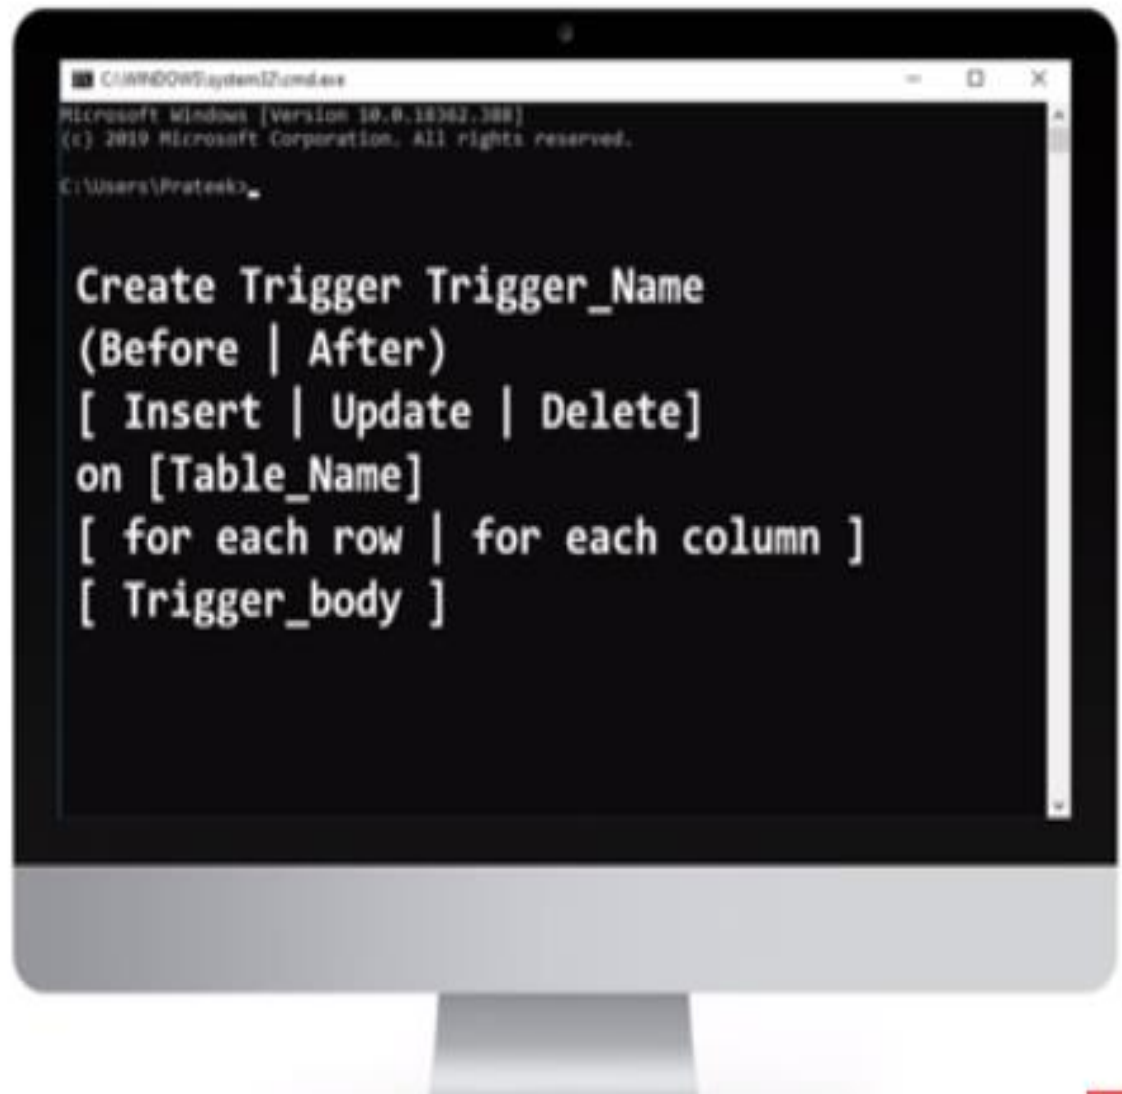 C:\WINDOWS\system32\cmd.exe
Microsoft Windows [Version 10.0.18362.388]
(c) 2019 Microsoft Corporation. All rights reserved.
C:\Users\Prateek>_
Create Trigger Trigger_Name
(Before | After)
[ Insert | Update | Delete]
on [Table_Name]
[ for each row | for each column ]
[ Trigger_body ]